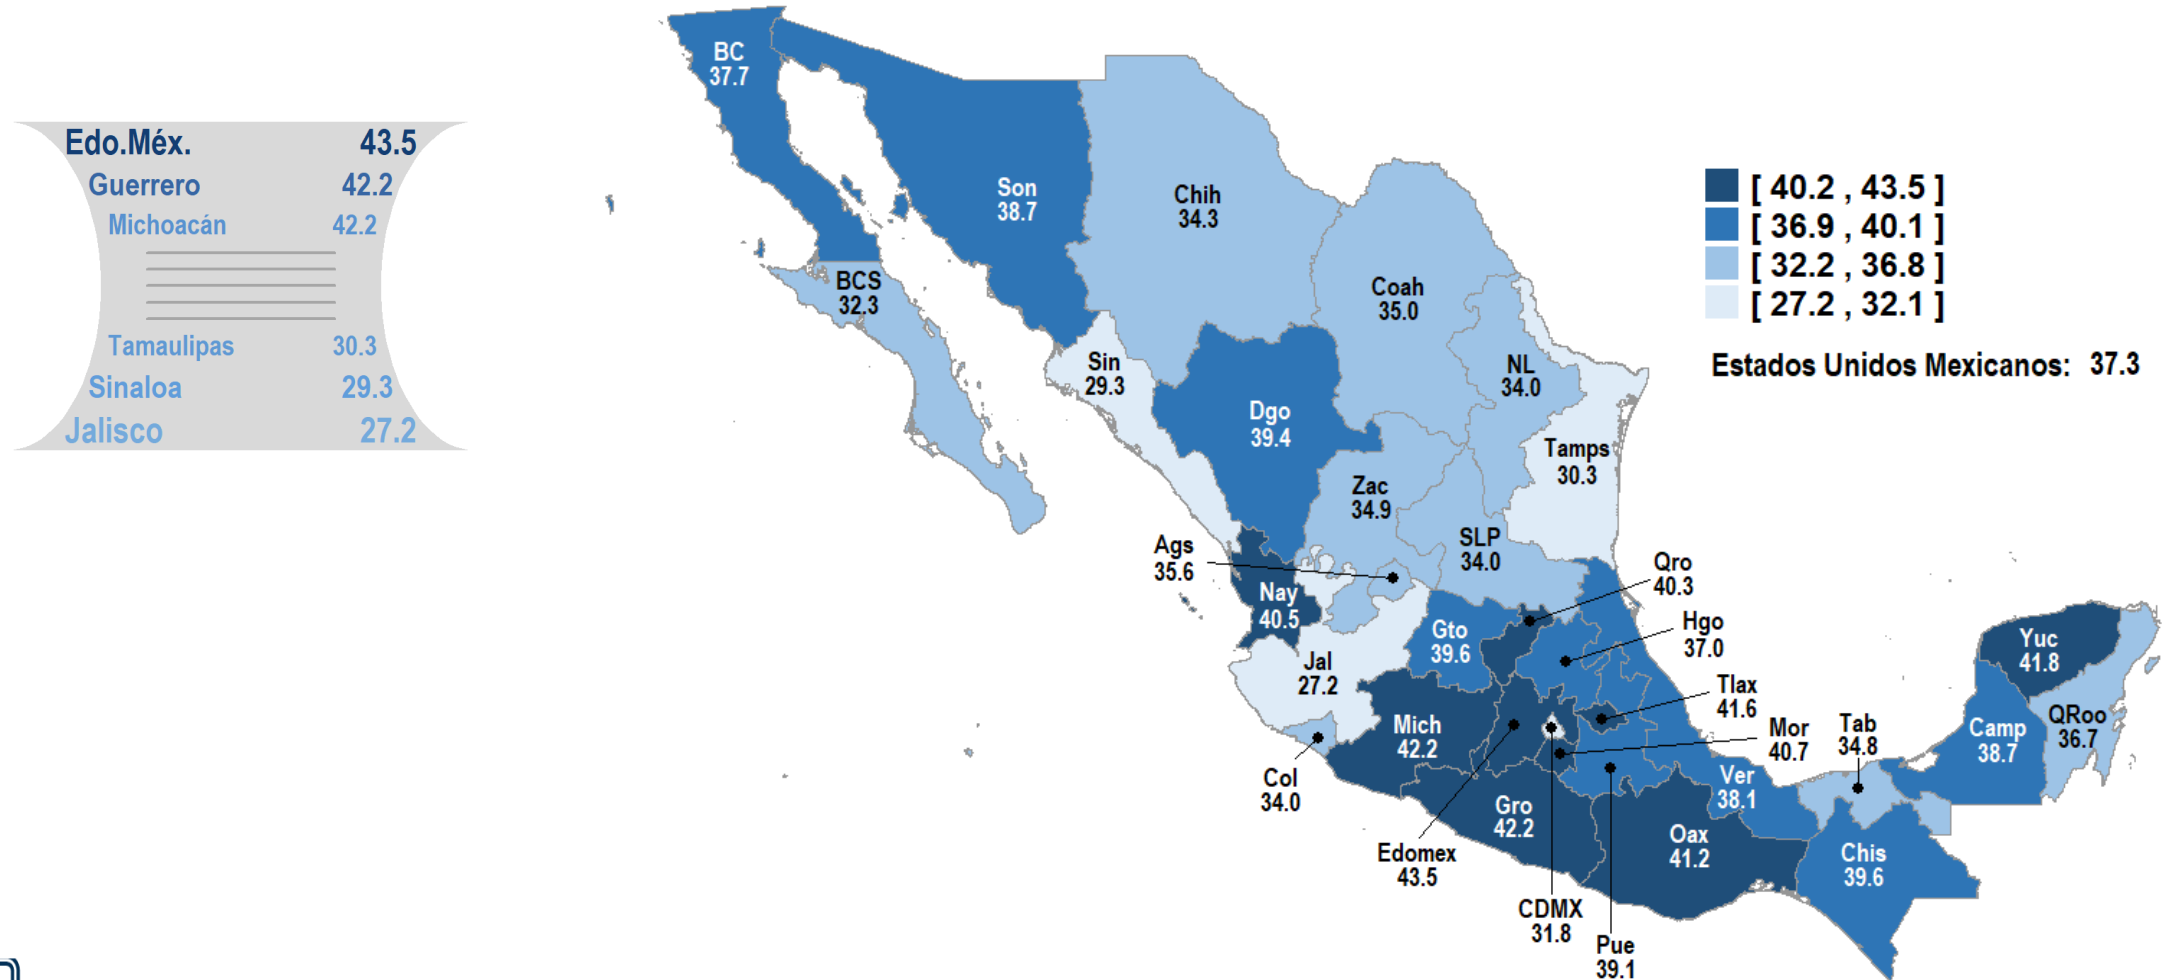 Edo.Méx. 43.5
Guerrero 42.2
Michoacán 42.2
Tamaulipas 30.3
Sinaloa 29.3
Jalisco 27.2
[ 40.2 , 43.5 ]
[ 36.9 , 40.1 ]
[ 32.2 , 36.8 ]
[ 27.2 , 32.1 ]
Estados Unidos Mexicanos: 37.3
BC
37.7
Son
38.7
Chih
34.3
BCS
32.3
Coah
35.0
Sin
29.3
NL
34.0
Dgo
39.4
Tamps
30.3
Zac
34.9
SLP
34.0
Ags
35.6
Nay
40.5
Qro
40.3
Gto
39.6
Hgo
37.0
Jal
27.2
Tlax
41.6
Mich
42.2
Mor
40.7
Tab
34.8
Yuc
41.8
QRoo
36.7
Camp
38.7
Col
34.0
Ver
38.1
Gro
42.2
Oax
41.2
Edomex
43.5
Chis
39.6
CDMX
31.8
Pue
39.1